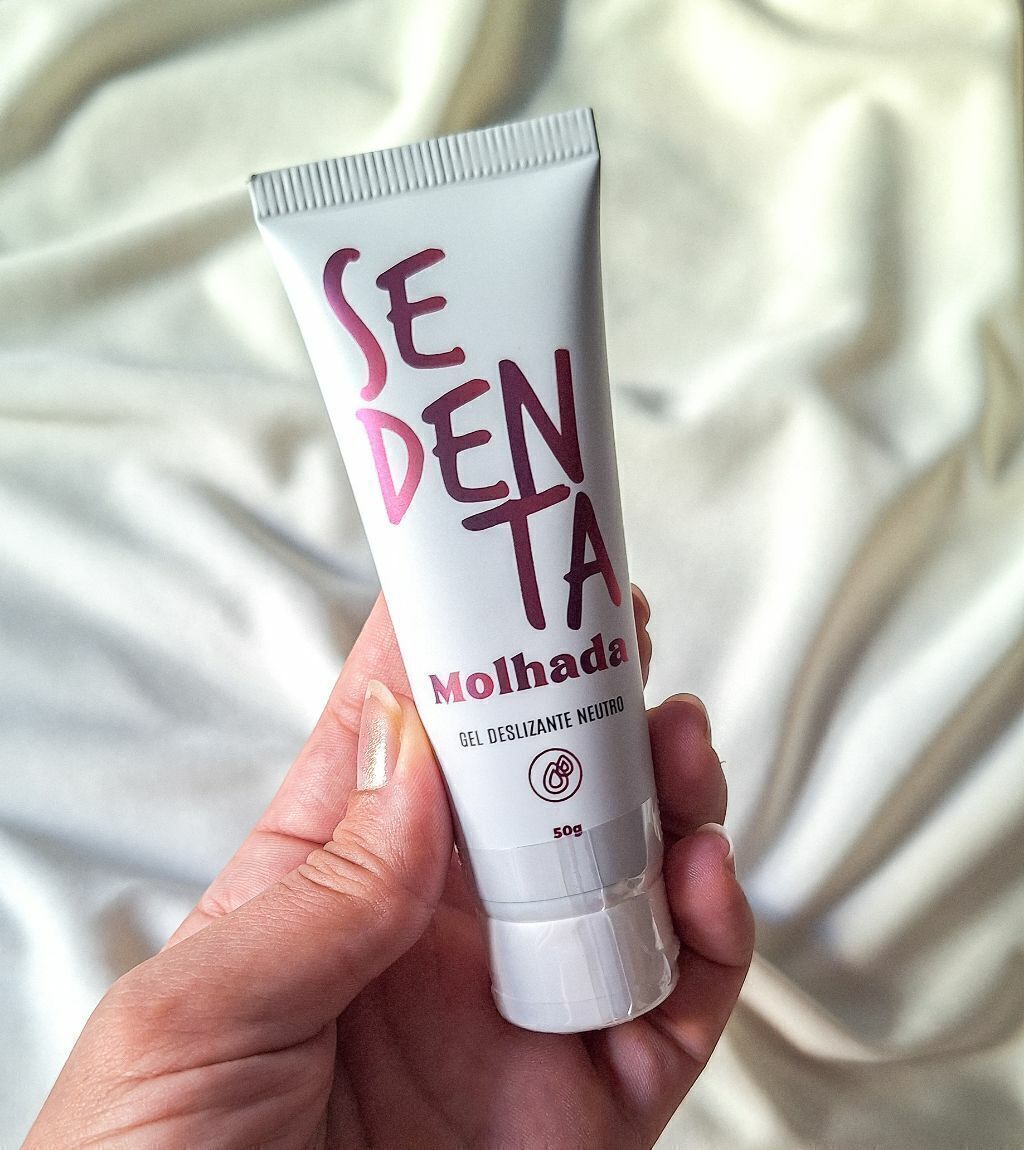 SE
DEN
TA
Molhada
GEL DESLIZANTE NEUTRO
50g